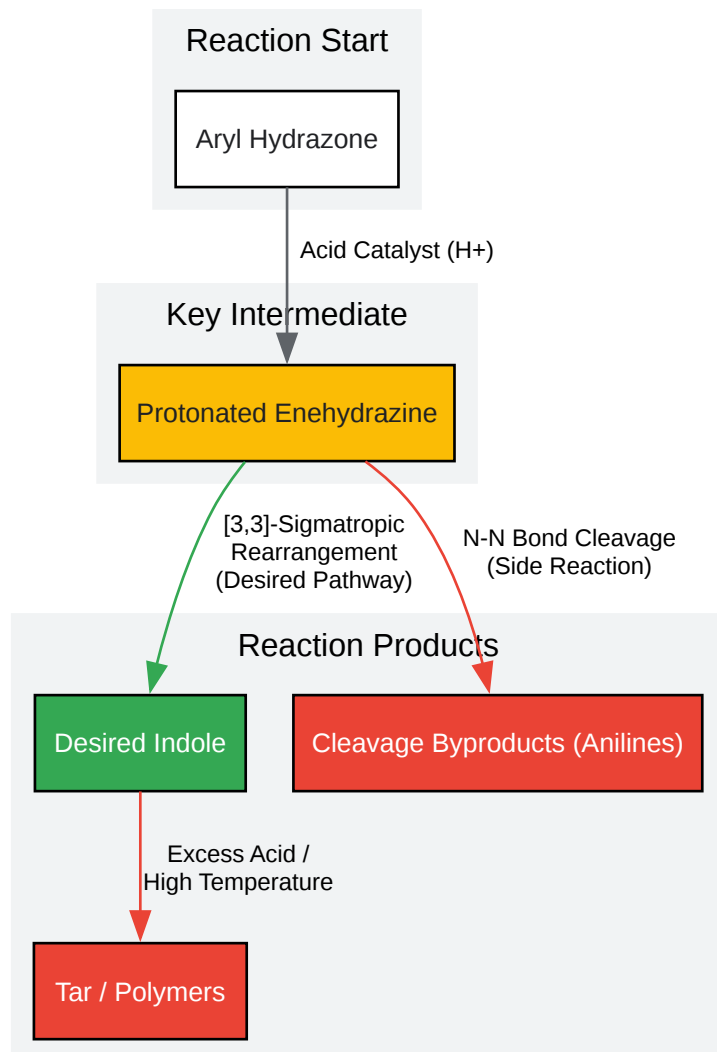 Reaction Start
Aryl Hydrazone
Acid Catalyst (H+)
Key Intermediate
Protonated Enehydrazine
[3,3]-Sigmatropic
Rearrangement
(Desired Pathway)
N-N Bond Cleavage
(Side Reaction)
Reaction Products
Desired Indole
Cleavage Byproducts (Anilines)
Excess Acid /
High Temperature
Tar / Polymers